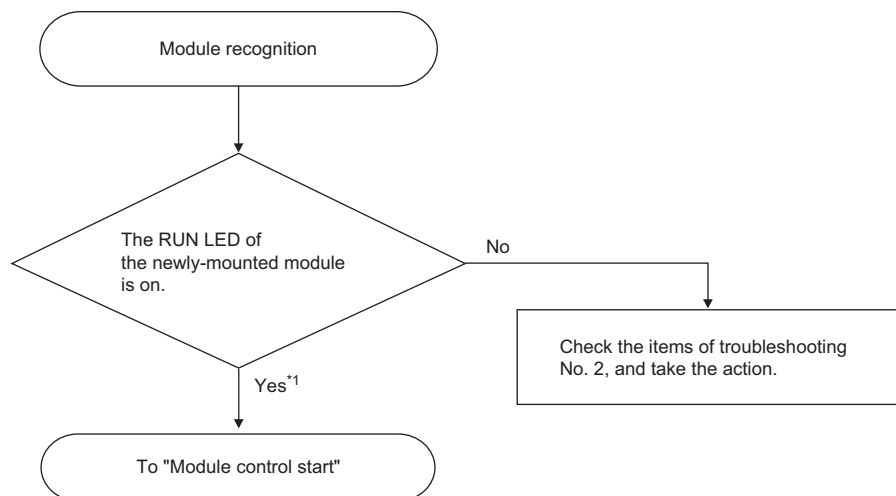 Module recognition
The RUN LED of
the newly-mounted module
is on.
No
Check the items of troubleshooting
No. 2, and take the action.
Yes*1
To "Module control start"